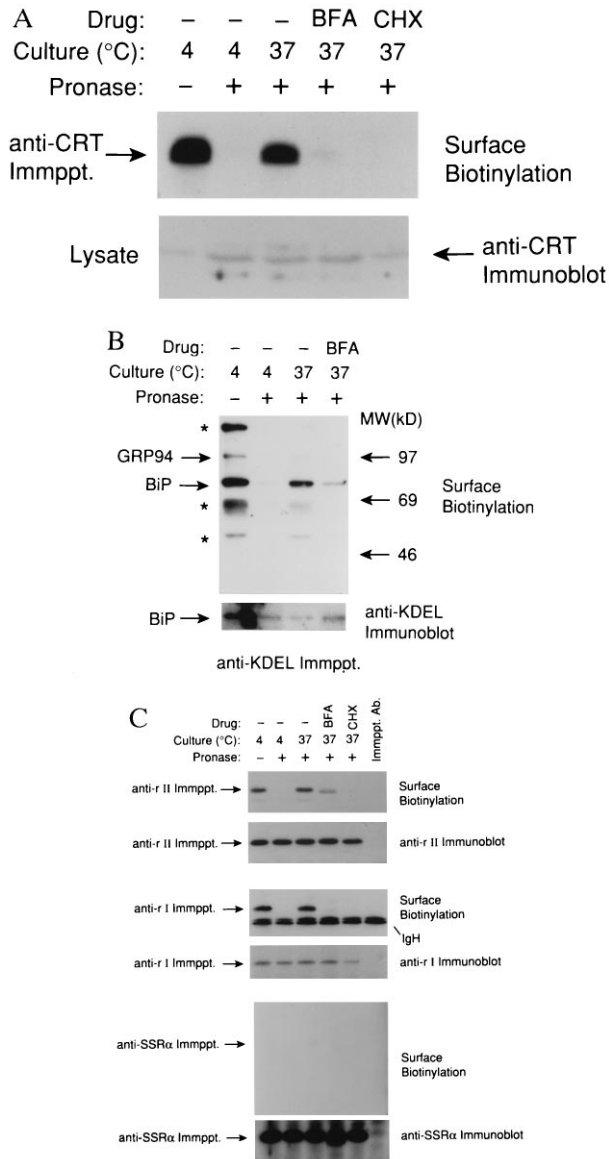 A
Drug: – – – BFA CHX
Culture (°C): 4 4 37 37 37
Pronase: – + + + +
anti-CRT
Immppt.
Surface
Biotinylation
Lysate
anti-CRT
Immunoblot
B
Drug: – – – BFA
Culture (°C): 4 4 37 37
Pronase: – + + +
MW(kD)
*
GRP94
97
BiP
Surface
Biotinylation
69
*
*
46
BiP
anti-KDEL
Immunoblot
anti-KDEL Immppt.
C
Drug: – – – BFA CHX Immppt. Ab.
Culture (°C): 4 4 37 37 37
Pronase: – + + + +
anti-r II Immppt.
Surface
Biotinylation
anti-r II Immppt.
anti-r II Immunoblot
anti-r I Immppt.
Surface
Biotinylation
IgH
anti-r I Immppt.
anti-r I Immunoblot
anti-SSRα Immppt.
Surface
Biotinylation
anti-SSRα Immppt.
anti-SSRα Immunoblot